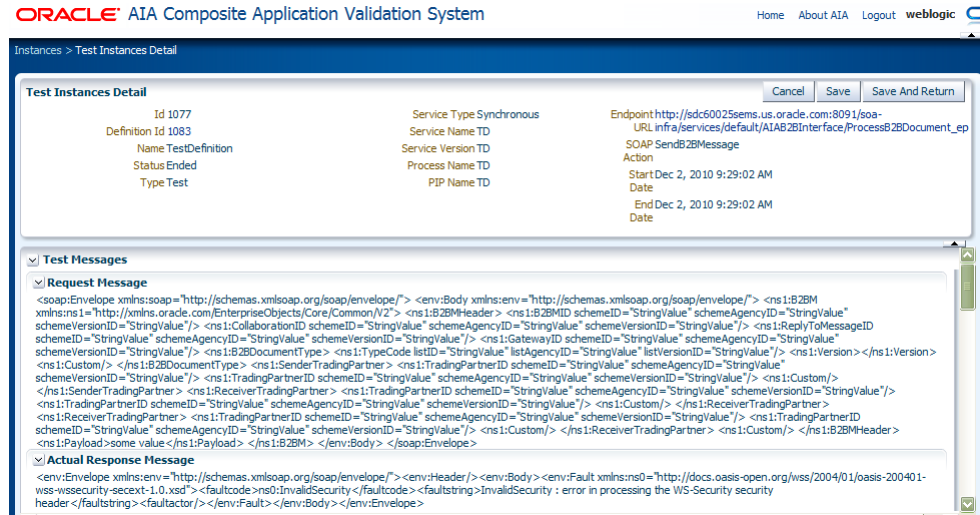 ORACLE AIA Composite Application Validation System
Home About AIA Logout weblogic
Instances > Test Instances Detail
Test Instances Detail
Cancel Save Save And Return
Id 1077
Definition Id 1083
Name TestDefinition
Status Ended
Type Test
Service Type Synchronous
Service Name TD
Service Version TD
Process Name TD
PIP Name TD
Endpoint http://sdc60025sems.us.oracle.com:8091/soa-
URL infra/services/default/AIAB2BInterface/ProcessB2BDocument_ep
SOAP SendB2BMessage
Action
Start Dec 2, 2010 9:29:02 AM
Date
End Dec 2, 2010 9:29:02 AM
Date
Test Messages
Request Message
<soap:Envelope xmlns:soap="http://schemas.xmlsoap.org/soap/envelope/"> <env:Body xmlns:env="http://schemas.xmlsoap.org/soap/envelope/"> <ns1:B2BM
xmlns:ns1="http://xmlns.oracle.com/EnterpriseObjects/Core/Common/V2"> <ns1:B2BMHeader> <ns1:B2BMID schemeID="StringValue" schemeAgencyID="StringValue"
schemeVersionID="StringValue"/> <ns1:CollaborationID schemeID="StringValue" schemeAgencyID="StringValue" schemeVersionID="StringValue"/> <ns1:ReplyToMessageID
schemeID="StringValue" schemeAgencyID="StringValue" schemeVersionID="StringValue"/> <ns1:GatewayID schemeID="StringValue" schemeAgencyID="StringValue"
schemeVersionID="StringValue"/> <ns1:B2BDocumentType> <ns1:TypeCode listID="StringValue" listAgencyID="StringValue" listVersionID="StringValue"/> <ns1:Version></ns1:Version>
<ns1:Custom/> </ns1:B2BDocumentType> <ns1:SenderTradingPartner> <ns1:TradingPartnerID schemeID="StringValue" schemeAgencyID="StringValue"
schemeVersionID="StringValue"/> <ns1:TradingPartnerID schemeID="StringValue" schemeAgencyID="StringValue" schemeVersionID="StringValue"/> <ns1:Custom/>
</ns1:SenderTradingPartner> <ns1:ReceiverTradingPartner> <ns1:TradingPartnerID schemeID="StringValue" schemeAgencyID="StringValue" schemeVersionID="StringValue"/>
<ns1:TradingPartnerID schemeID="StringValue" schemeAgencyID="StringValue" schemeVersionID="StringValue"/> <ns1:Custom/> </ns1:ReceiverTradingPartner>
<ns1:ReceiverTradingPartner> <ns1:TradingPartnerID schemeID="StringValue" schemeAgencyID="StringValue" schemeVersionID="StringValue"/> <ns1:TradingPartnerID
schemeID="StringValue" schemeAgencyID="StringValue" schemeVersionID="StringValue"/> <ns1:Custom/> </ns1:ReceiverTradingPartner> <ns1:Custom/> </ns1:B2BMHeader>
<ns1:Payload>some value</ns1:Payload> </ns1:B2BM> </env:Body> </soap:Envelope>
Actual Response Message
<env:Envelope xmlns:env="http://schemas.xmlsoap.org/soap/envelope/"><env:Header/><env:Body><env:Fault xmlns:ns0="http://docs.oasis-open.org/wss/2004/01/oasis-200401-
wss-wssecurity-secext-1.0.xsd"><faultcode>ns0:InvalidSecurity</faultcode><faultstring>InvalidSecurity : error in processing the WS-Security security
header</faultstring><faultactor/></env:Fault></env:Body></env:Envelope>